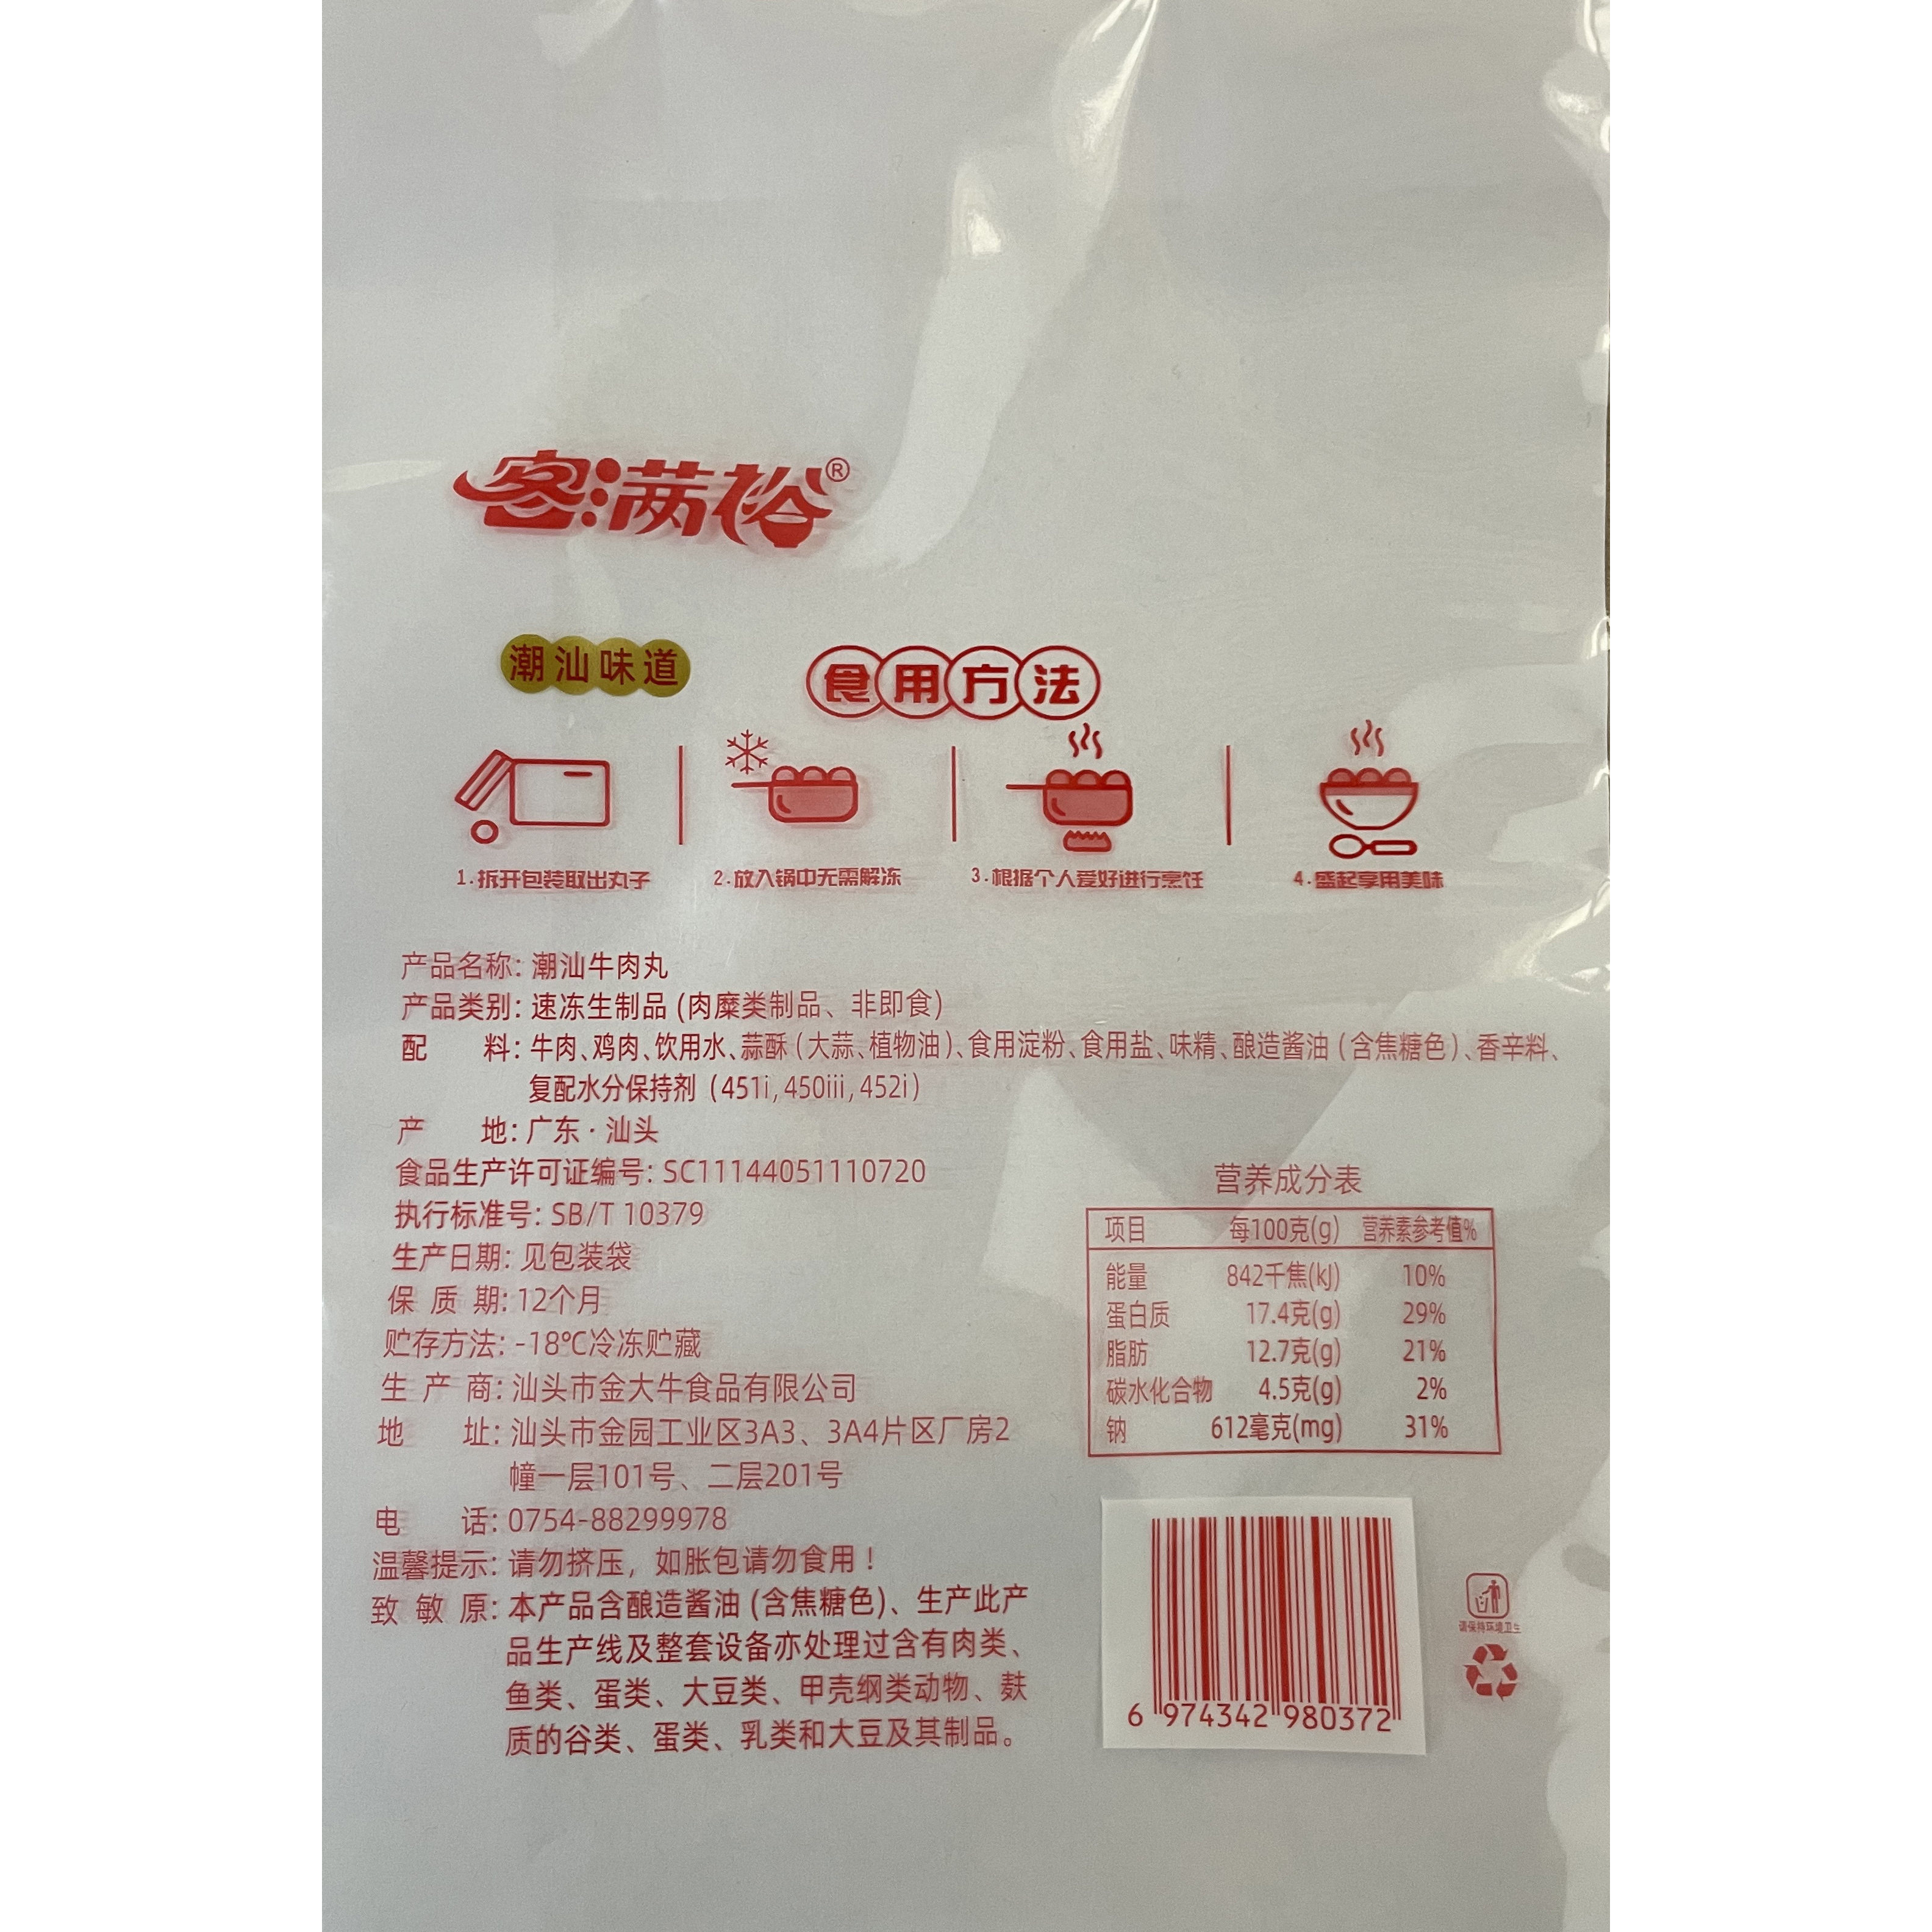 客满裕®
潮汕味道
食用方法
1.拆开包装取出丸子
2.放入锅中无需解冻
3.根据个人爱好进行烹饪
4.盛起享用美味
产品名称: 潮汕牛肉丸
产品类别: 速冻生制品 (肉糜类制品、非即食)
配 料: 牛肉、鸡肉、饮用水、蒜酥 (大蒜、植物油)、食用淀粉、食用盐、味精、酿造酱油 (含焦糖色)、香辛料、
复配水分保持剂 (451i, 450iii, 452i)
产 地: 广东·汕头
食品生产许可证编号: SC11144051110720
执行标准号: SB/T 10379
生产日期: 见包装袋
保 质 期: 12个月
贮存方法: -18℃冷冻贮藏
生 产 商: 汕头市金大牛食品有限公司
地 址: 汕头市金园工业区3A3、3A4片区厂房2
幢一层101号、二层201号
电 话: 0754-88299978
温馨提示: 请勿挤压，如胀包请勿食用！
致 敏 原: 本产品含酿造酱油 (含焦糖色)、生产此产
品生产线及整套设备亦处理过含有肉类、
鱼类、蛋类、大豆类、甲壳纲类动物、麸
质的谷类、蛋类、乳类和大豆及其制品。
营养成分表
项目 每100克(g) 营养素参考值%
能量 842千焦(kJ) 10%
蛋白质 17.4克(g) 29%
脂肪 12.7克(g) 21%
碳水化合物 4.5克(g) 2%
钠 612毫克(mg) 31%
6 974342 980372
请保持环境卫生